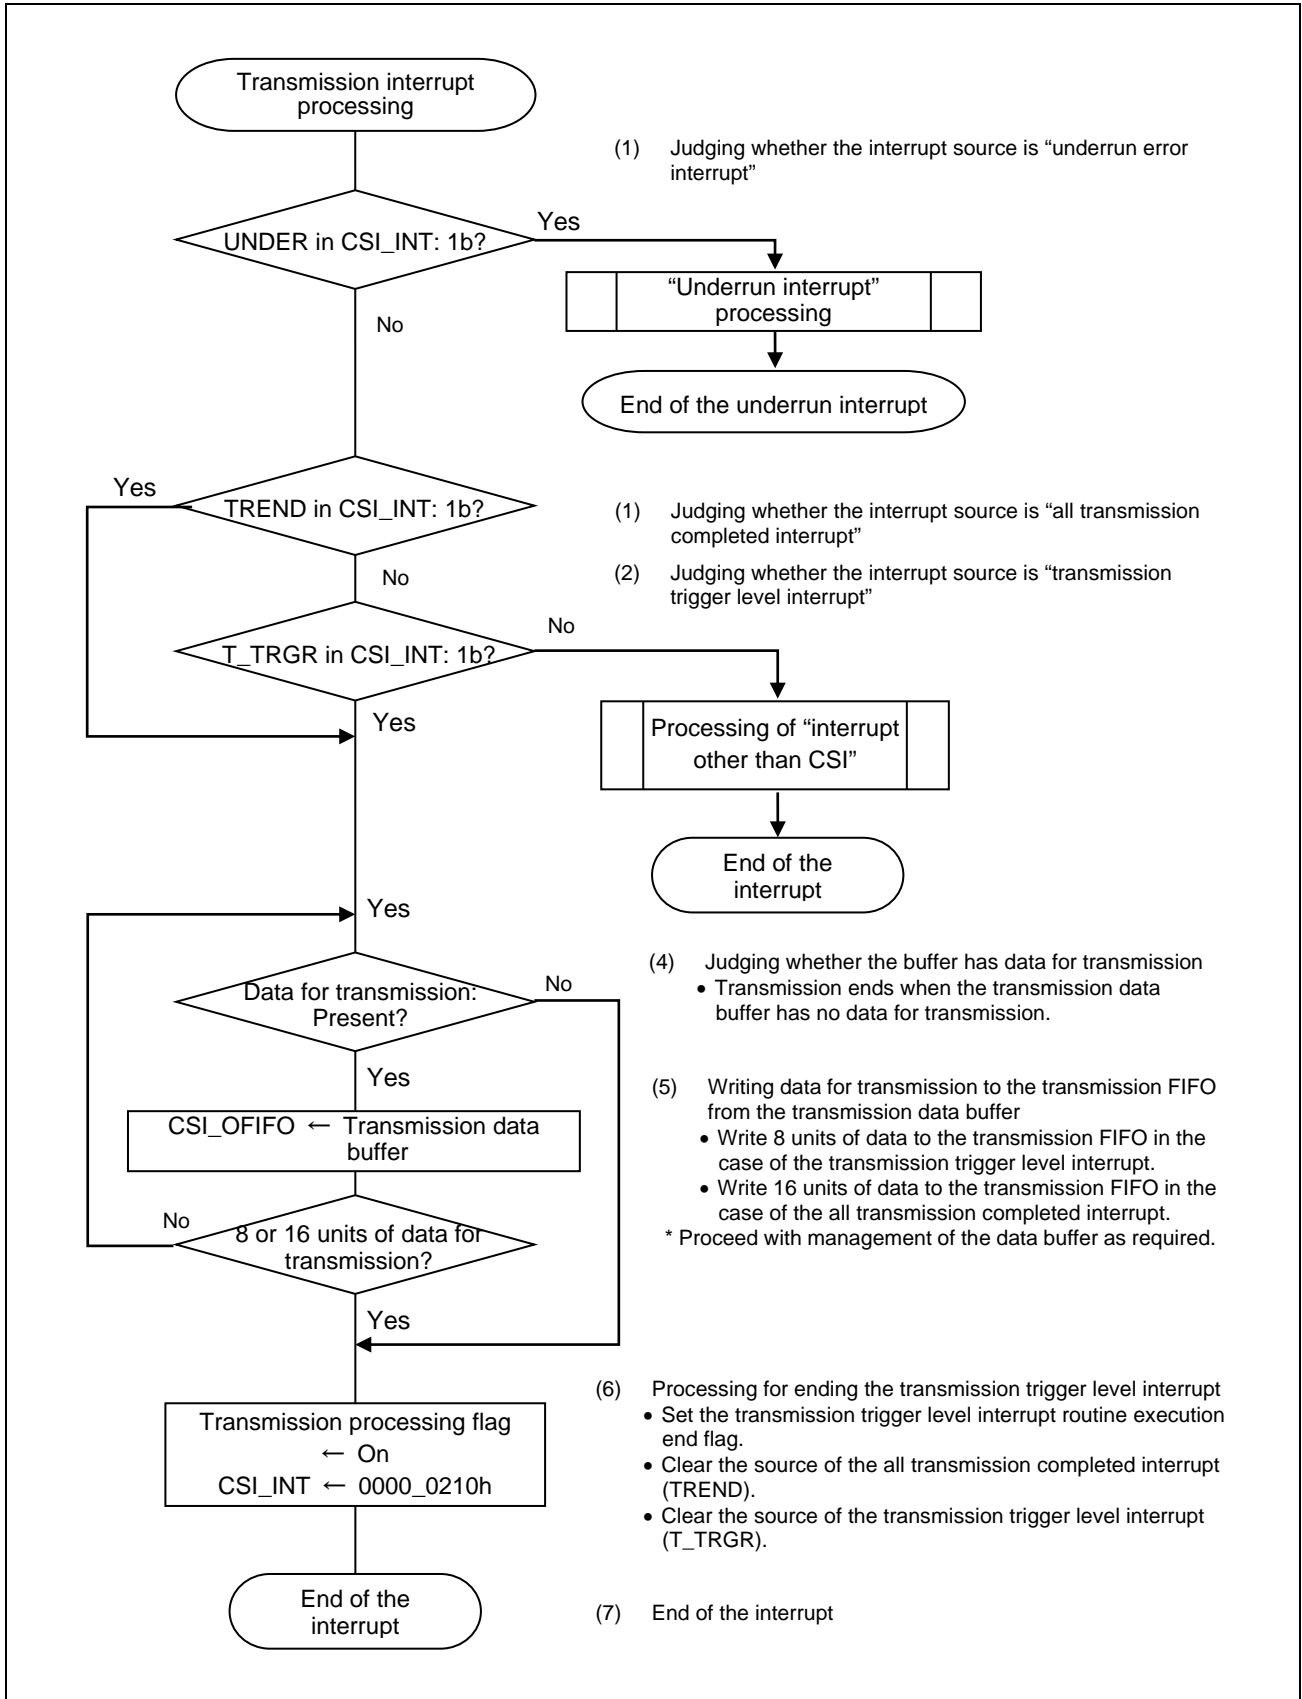 Transmission interrupt
processing
(1) Judging whether the interrupt source is “underrun error
interrupt”
UNDER in CSI_INT: 1b?
Yes
“Underrun interrupt”
processing
No
End of the underrun interrupt
Yes
TREND in CSI_INT: 1b?
(1) Judging whether the interrupt source is “all transmission
completed interrupt”
No
(2) Judging whether the interrupt source is “transmission
trigger level interrupt”
T_TRGR in CSI_INT: 1b?
No
Yes
Processing of “interrupt
other than CSI”
End of the
interrupt
Yes
(4) Judging whether the buffer has data for transmission
• Transmission ends when the transmission data
buffer has no data for transmission.
Data for transmission:
Present?
No
Yes
(5) Writing data for transmission to the transmission FIFO
from the transmission data buffer
• Write 8 units of data to the transmission FIFO in the
case of the transmission trigger level interrupt.
• Write 16 units of data to the transmission FIFO in the
case of the all transmission completed interrupt.
* Proceed with management of the data buffer as required.
CSI_OFIFO ← Transmission data
buffer
No
8 or 16 units of data for
transmission?
Yes
(6) Processing for ending the transmission trigger level interrupt
• Set the transmission trigger level interrupt routine execution
end flag.
• Clear the source of the all transmission completed interrupt
(TREND).
• Clear the source of the transmission trigger level interrupt
(T_TRGR).
Transmission processing flag
← On
CSI_INT ← 0000_0210h
End of the
interrupt
(7) End of the interrupt